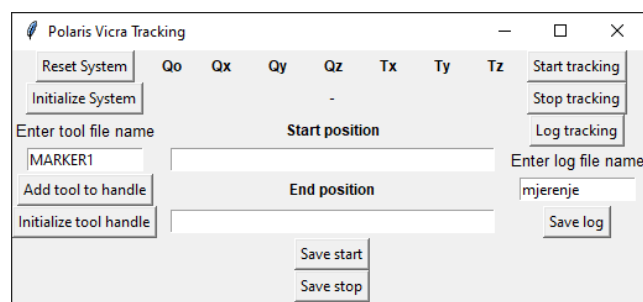 Polaris Vicra Tracking
Reset System Qo Qx Qy Qz Tx Ty Tz Start tracking
Initialize System - Stop tracking
Enter tool file name Start position Log tracking
MARKER1 Enter log file name
Add tool to handle End position mjerenje
Initialize tool handle Save log
Save start
Save stop